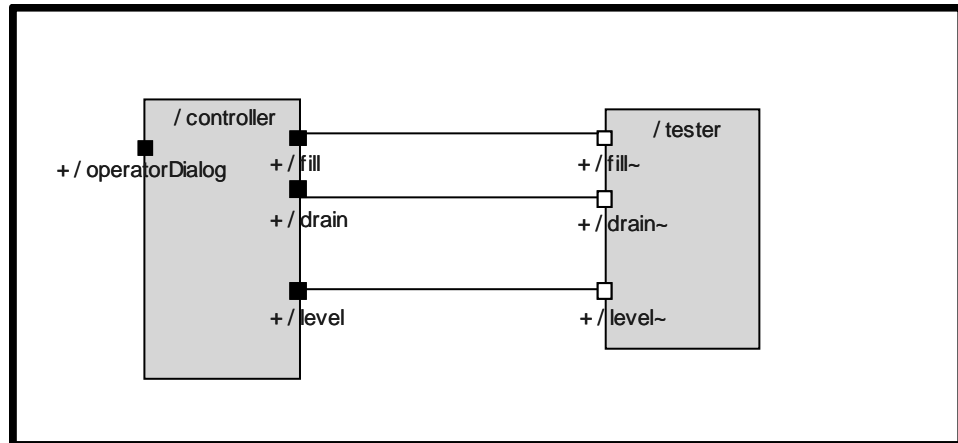 / controller
+ / operatorDialog
+ / fill
+ / drain
+ / level
/ tester
+ / fill~
+ / drain~
+ / level~